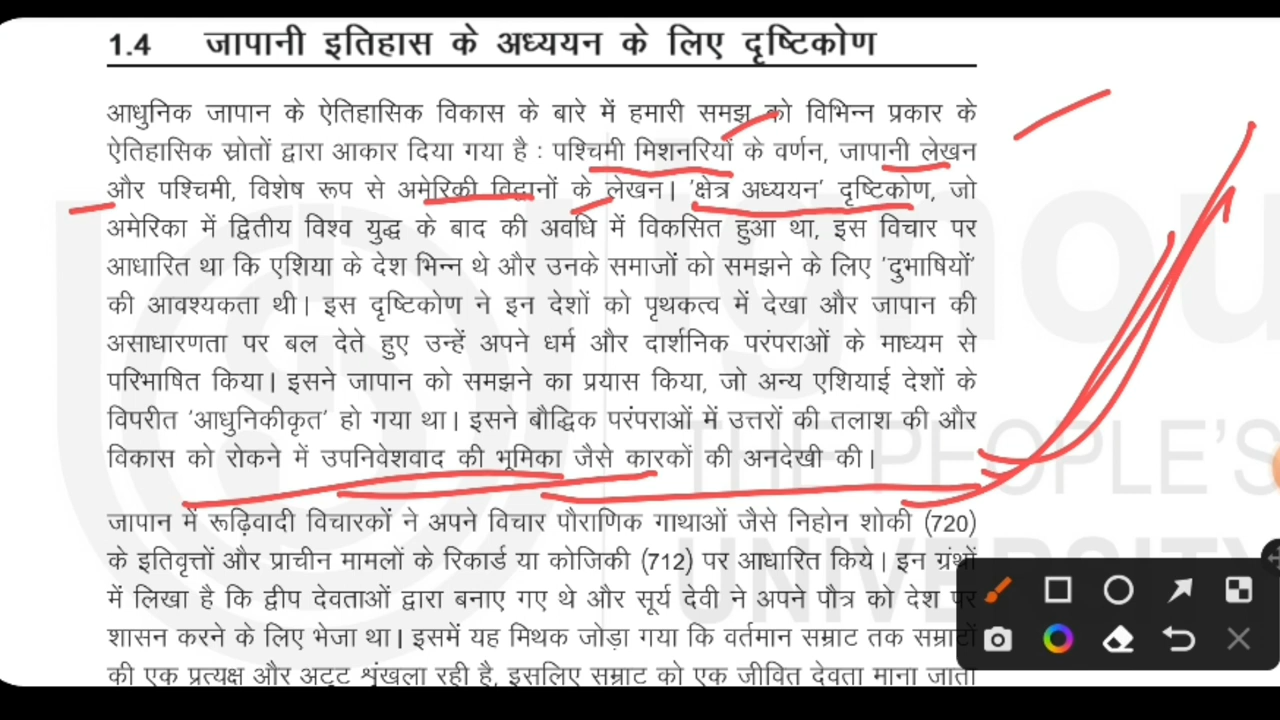 1.4 जापानी इतिहास के अध्ययन के लिए दृष्टिकोण
आधुनिक जापान के ऐतिहासिक विकास के बारे में हमारी समझ को विभिन्न प्रकार के
ऐतिहासिक स्रोतों द्वारा आकार दिया गया है : पश्चिमी मिशनरियों के वर्णन, जापानी लेखन
और पश्चिमी, विशेष रूप से अमेरिकी विद्वानों के लेखन। 'क्षेत्र अध्ययन' दृष्टिकोण, जो
अमेरिका में द्वितीय विश्व युद्ध के बाद की अवधि में विकसित हुआ था, इस विचार पर
आधारित था कि एशिया के देश भिन्न थे और उनके समाजों को समझने के लिए 'दुभाषियों'
की आवश्यकता थी। इस दृष्टिकोण ने इन देशों को पृथकत्व में देखा और जापान की
असाधारणता पर बल देते हुए उन्हें अपने धर्म और दार्शनिक परंपराओं के माध्यम से
परिभाषित किया। इसने जापान को समझने का प्रयास किया, जो अन्य एशियाई देशों के
विपरीत 'आधुनिकीकृत' हो गया था। इसने बौद्धिक परंपराओं में उत्तरों की तलाश की और
विकास को रोकने में उपनिवेशवाद की भूमिका जैसे कारकों की अनदेखी की।
जापान में रूढ़िवादी विचारकों ने अपने विचार पौराणिक गाथाओं जैसे निहोन शोकी (720)
के इतिवृत्तों और प्राचीन मामलों के रिकार्ड या कोजिकी (712) पर आधारित किये। इन ग्रंथों
में लिखा है कि द्वीप देवताओं द्वारा बनाए गए थे और सूर्य देवी ने अपने पौत्र को देश पर
शासन करने के लिए भेजा था। इसमें यह मिथक जोड़ा गया कि वर्तमान सम्राट तक सम्राटों
की एक प्रत्यक्ष और अटूट श्रृंखला रही है, इसलिए सम्राट को एक जीवित देवता माना जाता
ignou
THE PEOPLE'S
UNIVERSITY